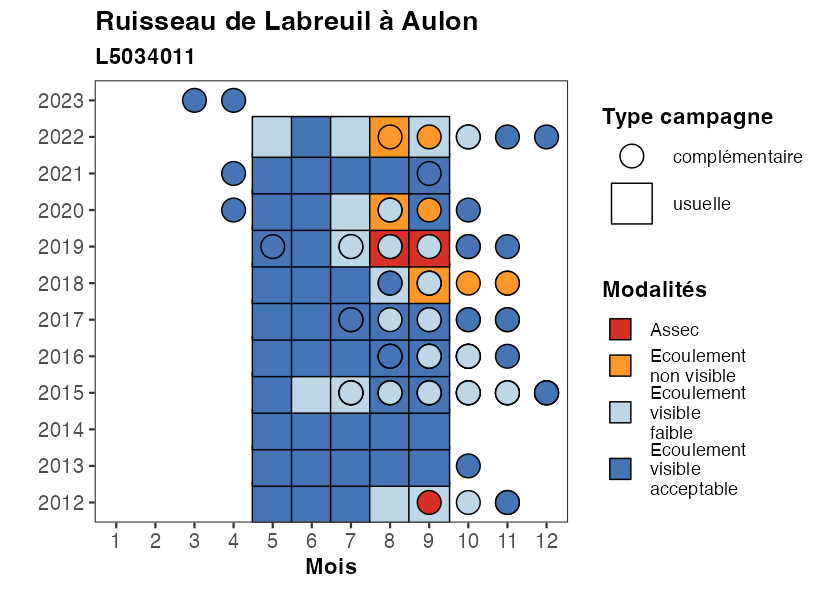 Ruisseau de Labreuil à Aulon
L5034011
2023
2022
2021
2020
2019
2018
2017
2016
2015
2014
2013
2012
1 2 3 4 5 6 7 8 9 10 11 12
Mois
Type campagne
complémentaire
usuelle
Modalités
Assec
Ecoulement
non visible
Ecoulement
visible
faible
Ecoulement
visible
acceptable